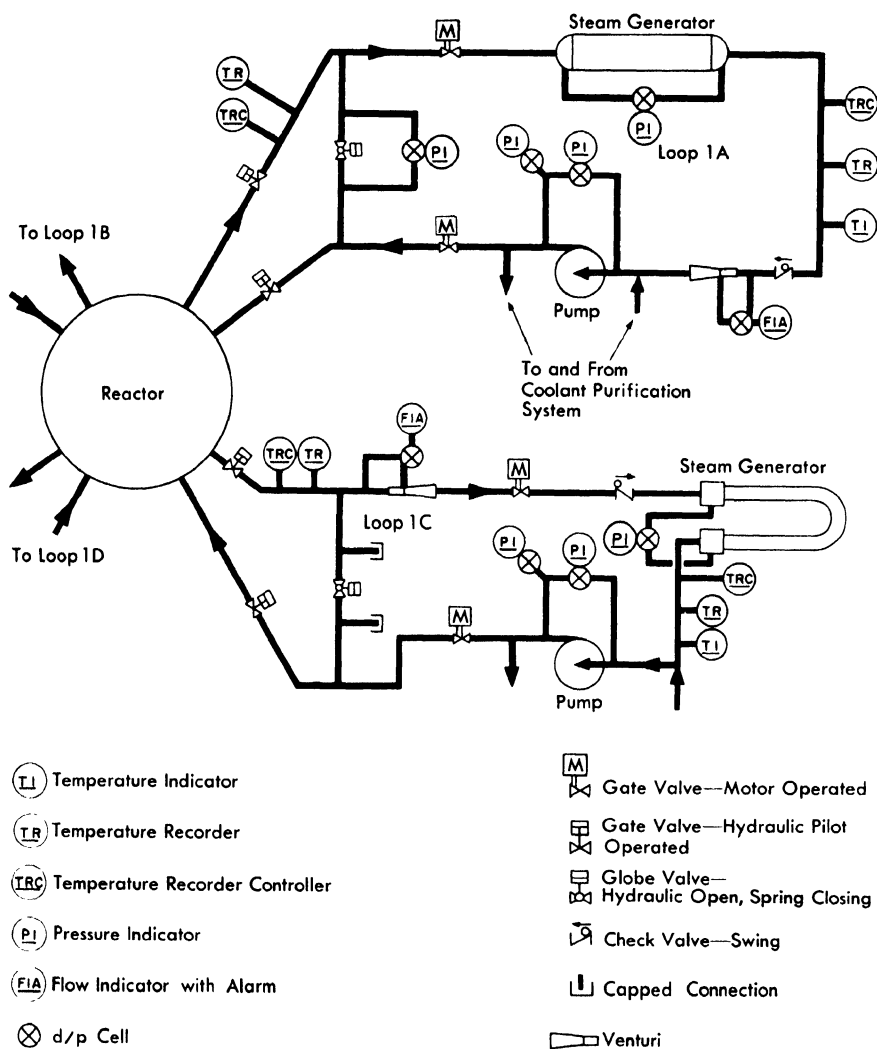 Steam Generator
M
TR
TRC
TRC
PI
PI
PI
PI
Loop 1A
TR
M
TI
To Loop 1B
Pump
FIA
To and From
Coolant Purification
System
Reactor
FIA
TRC
TR
M
Steam Generator
Loop 1C
PI
PI
PI
To Loop 1D
TRC
M
TR
TI
Pump
TI Temperature Indicator
TR Temperature Recorder
TRC Temperature Recorder Controller
PI Pressure Indicator
FIA Flow Indicator with Alarm
d/p Cell
M
Gate Valve—Motor Operated
Gate Valve—Hydraulic Pilot
Operated
Globe Valve—
Hydraulic Open, Spring Closing
Check Valve—Swing
Capped Connection
Venturi